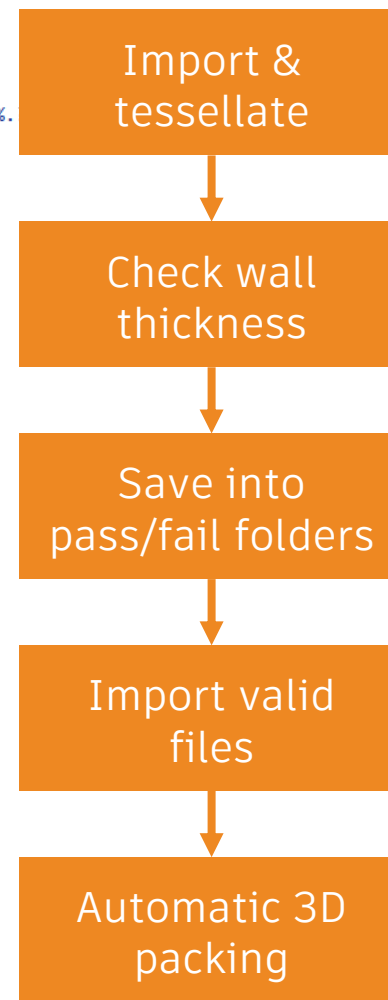 Import &
tessellate
Check wall
thickness
Save into
pass/fail folders
Import valid
files
Automatic 3D
packing